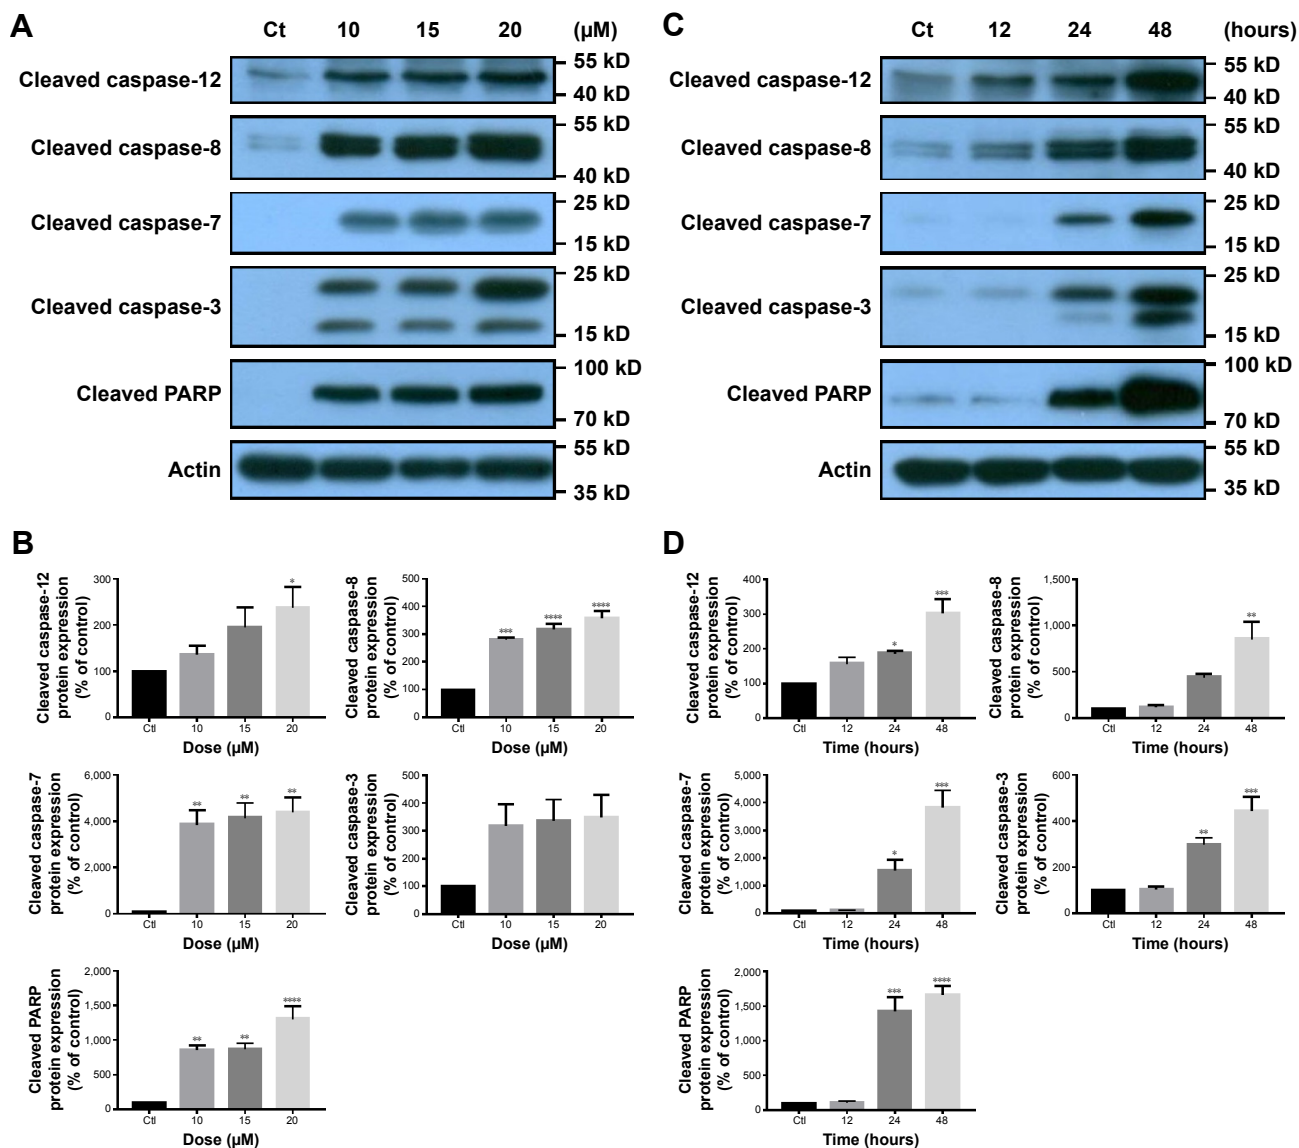 A
Ct 10 15 20 (µM)
Cleaved caspase-12
55 kD
40 kD
Cleaved caspase-8
55 kD
40 kD
Cleaved caspase-7
25 kD
15 kD
Cleaved caspase-3
25 kD
15 kD
Cleaved PARP
100 kD
70 kD
Actin
55 kD
35 kD
C
Ct 12 24 48 (hours)
Cleaved caspase-12
55 kD
40 kD
Cleaved caspase-8
55 kD
40 kD
Cleaved caspase-7
25 kD
15 kD
Cleaved caspase-3
25 kD
15 kD
Cleaved PARP
100 kD
70 kD
Actin
55 kD
35 kD
B
Cleaved caspase-12
protein expression
(% of control)
300
200
100
0
*
Ctl 10 15 20
Dose (µM)
Cleaved caspase-8
protein expression
(% of control)
500
400
300
200
100
0
*** **** ****
Ctl 10 15 20
Dose (µM)
Cleaved caspase-7
protein expression
(% of control)
6,000
4,000
2,000
0
** ** **
Ctl 10 15 20
Dose (µM)
Cleaved caspase-3
protein expression
(% of control)
500
400
300
200
100
0
Ctl 10 15 20
Dose (µM)
Cleaved PARP
protein expression
(% of control)
2,000
1,500
1,000
500
0
** ** ****
Ctl 10 15 20
Dose (µM)
D
Cleaved caspase-12
protein expression
(% of control)
400
300
200
100
0
* ***
Ctl 12 24 48
Time (hours)
Cleaved caspase-8
protein expression
(% of control)
1,500
1,000
500
0
**
Ctl 12 24 48
Time (hours)
Cleaved caspase-7
protein expression
(% of control)
5,000
4,000
3,000
2,000
1,000
0
* ***
Ctl 12 24 48
Time (hours)
Cleaved caspase-3
protein expression
(% of control)
600
400
200
0
** ***
Ctl 12 24 48
Time (hours)
Cleaved PARP
protein expression
(% of control)
2,000
1,500
1,000
500
0
*** ****
Ctl 12 24 48
Time (hours)